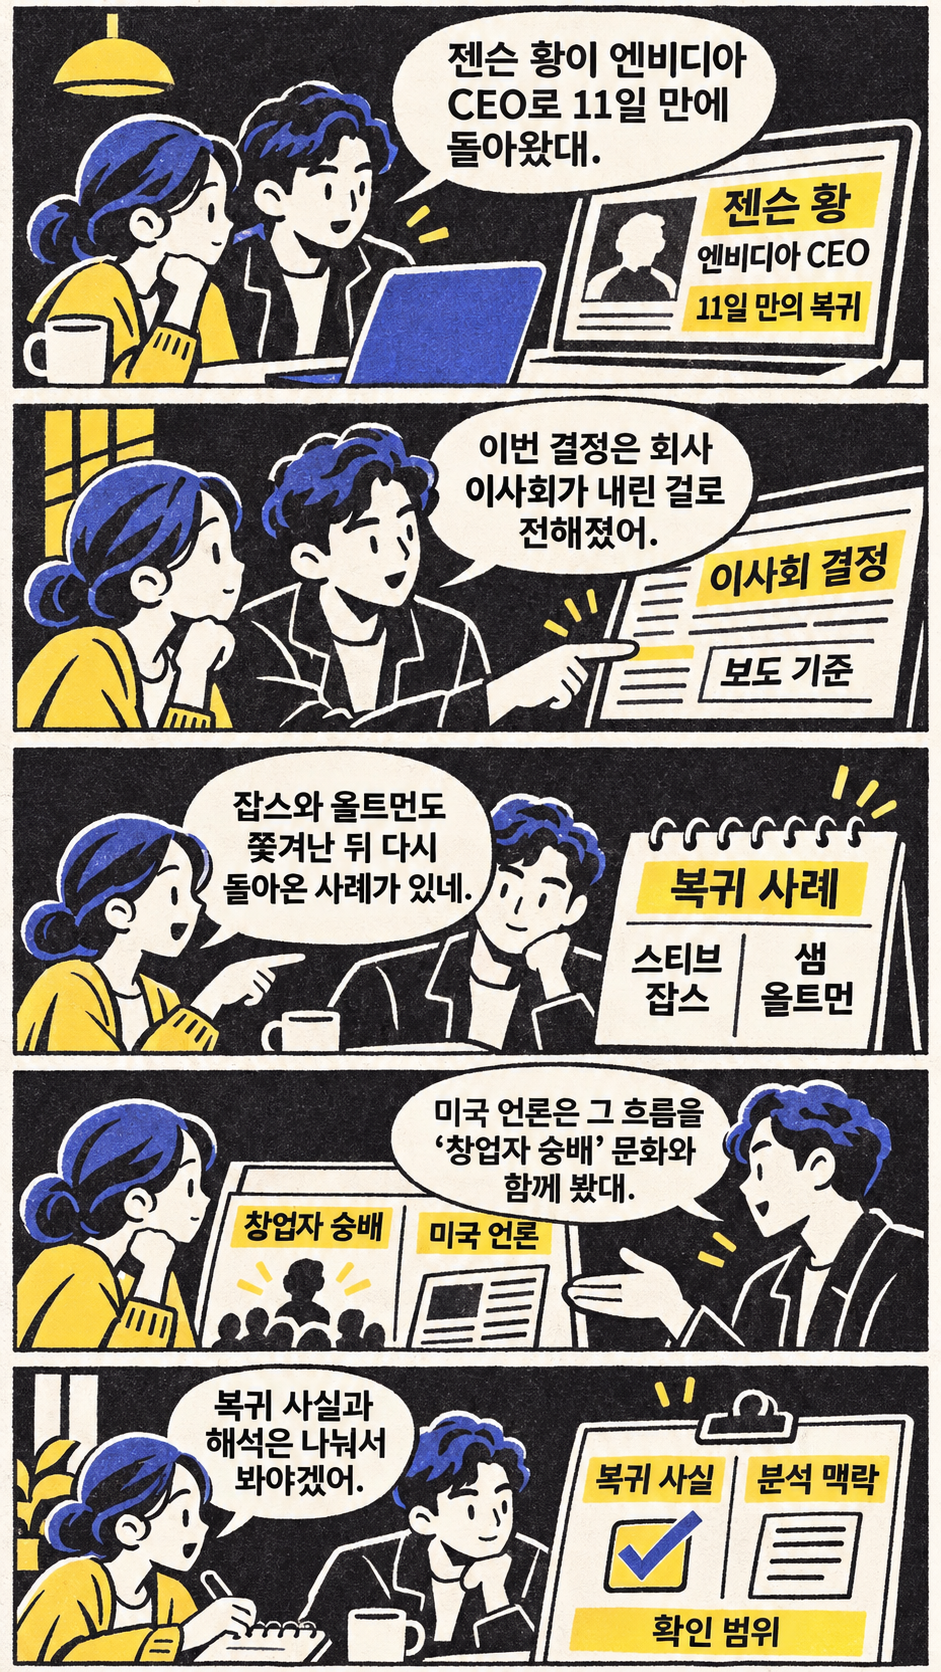 젠슨 황이 엔비디아
CEO로 11일 만에
돌아왔대.
젠슨 황
엔비디아 CEO
11일 만의 복귀
이번 결정은 회사
이사회가 내린 걸로
전해졌어.
이사회 결정
보도 기준
잡스와 올트먼도
쫓겨난 뒤 다시
돌아온 사례가 있네.
복귀 사례
스티브
잡스
샘
올트먼
미국 언론은 그 흐름을
‘창업자 숭배’ 문화와
함께 봤대.
창업자 숭배
미국 언론
복귀 사실과
해석은 나눠서
봐야겠어.
복귀 사실
분석 맥락
확인 범위